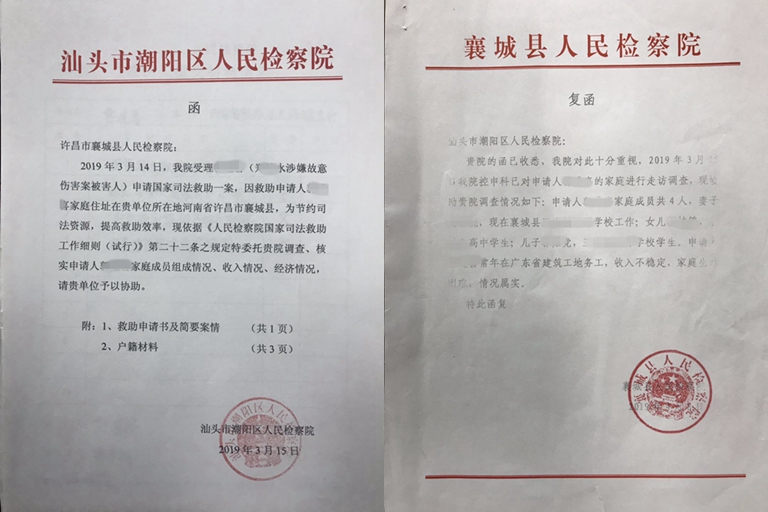 汕头市潮阳区人民检察院
函
许昌市襄城县人民检察院：
2019年3月14日，我院受理（水涉嫌故意
伤害案被害人）申请国家司法救助一案，因救助申请人
家庭住址在贵单位所在地河南省许昌市襄城县，为节约司
法资源，提高救助效率，现依据《人民检察院国家司法救助
工作细则（试行）》第二十二条之规定特委托贵院调查、核
实申请人家庭成员组成情况、收入情况、经济情况，
请贵单位予以协助。
附：1、救助申请书及简要案情 （共1页）
2、户籍材料 （共3页）
汕头市潮阳区人民检察院
2019年3月15日
襄城县人民检察院
复函
汕头市潮阳区人民检察院：
贵院的函已收悉，我院对此十分重视，2019年3月
我院控申科已对申请人的家庭进行走访调查，现
贵院调查情况如下：申请人家庭成员共4人，妻子
，现在襄城县学校工作；女儿
高中学生；儿子，学校学生，申请
常年在广东省建筑工地务工，收入不稳定，家庭生
困难。情况属实。
特此函复
襄城县人民检察院